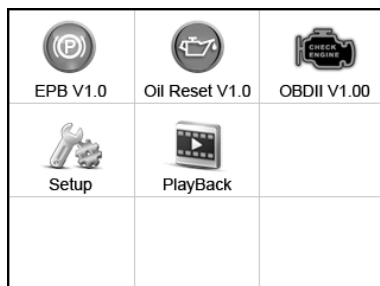 P
CHECK
ENGINE
EPB V1.0
Oil Reset V1.0
OBDII V1.00
Setup
PlayBack